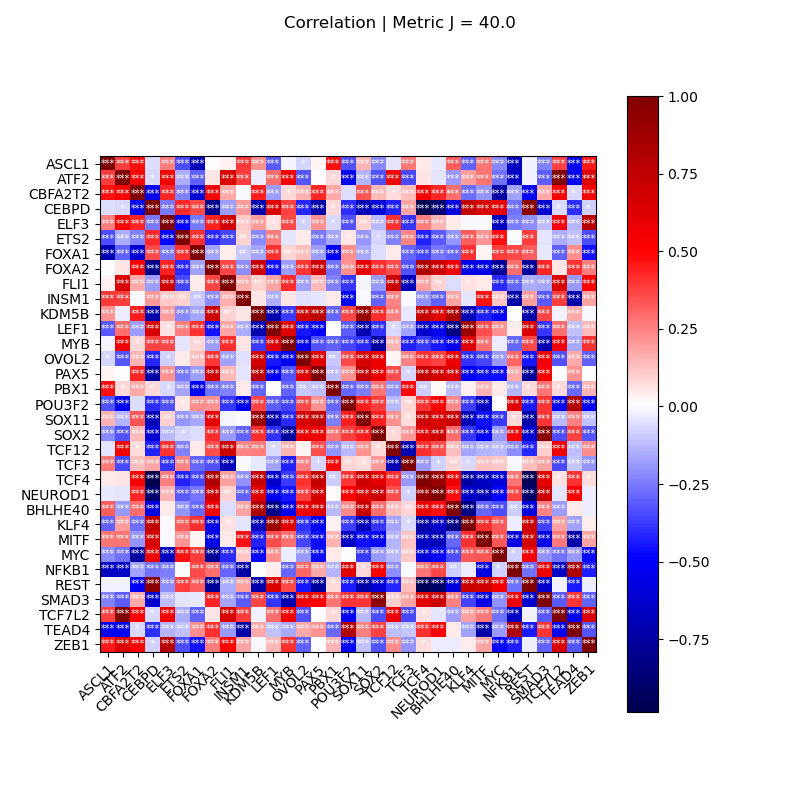 Correlation | Metric J = 40.0
ASCL1
ATF2
CBFA2T2
CEBPD
ELF3
ETS2
FOXA1
FOXA2
FLI1
INSM1
KDM5B
LEF1
MYB
OVOL2
PAX5
PBX1
POU3F2
SOX11
SOX2
TCF12
TCF3
TCF4
NEUROD1
BHLHE40
KLF4
MITF
MYC
NFKB1
REST
SMAD3
TCF7L2
TEAD4
ZEB1
ASCL1
ATF2
CBFA2T2
CEBPD
ELF3
ETS2
FOXA1
FOXA2
FLI1
INSM1
KDM5B
LEF1
MYB
OVOL2
PAX5
PBX1
POU3F2
SOX11
SOX2
TCF12
TCF3
TCF4
NEUROD1
BHLHE40
KLF4
MITF
MYC
NFKB1
REST
SMAD3
TCF7L2
TEAD4
ZEB1
1.00
0.75
0.50
0.25
0.00
−0.25
−0.50
−0.75